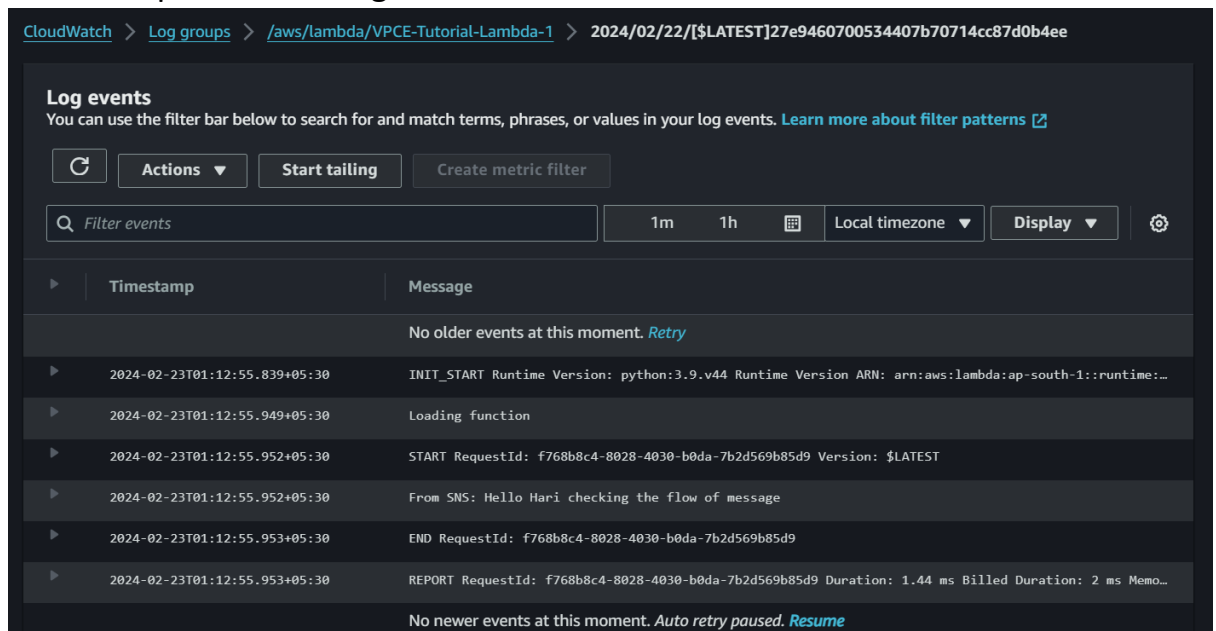 CloudWatch > Log groups > /aws/lambda/VPCE-Tutorial-Lambda-1 > 2024/02/22/[$LATEST]27e9460700534407b70714cc87d0b4ee
Log events
You can use the filter bar below to search for and match terms, phrases, or values in your log events. Learn more about filter patterns
Actions Start tailing Create metric filter
Filter events 1m 1h Local timezone Display
Timestamp Message
No older events at this moment. Retry
2024-02-23T01:12:55.839+05:30 INIT_START Runtime Version: python:3.9.v44 Runtime Version ARN: arn:aws:lambda:ap-south-1::runtime:…
2024-02-23T01:12:55.949+05:30 Loading function
2024-02-23T01:12:55.952+05:30 START RequestId: f768b8c4-8028-4030-b0da-7b2d569b85d9 Version: $LATEST
2024-02-23T01:12:55.952+05:30 From SNS: Hello Hari checking the flow of message
2024-02-23T01:12:55.953+05:30 END RequestId: f768b8c4-8028-4030-b0da-7b2d569b85d9
2024-02-23T01:12:55.953+05:30 REPORT RequestId: f768b8c4-8028-4030-b0da-7b2d569b85d9 Duration: 1.44 ms Billed Duration: 2 ms Memo…
No newer events at this moment. Auto retry paused. Resume